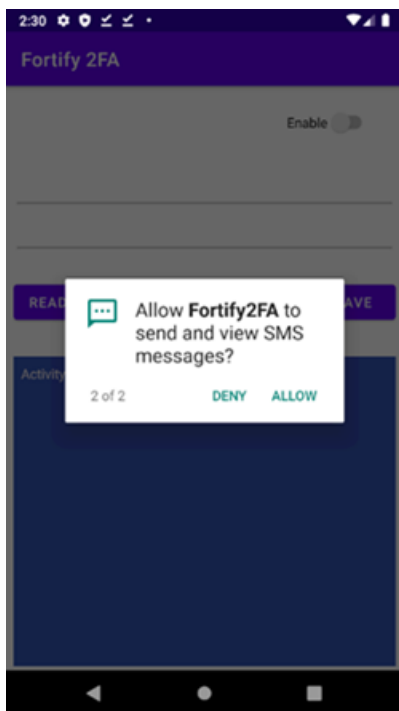 2:30
Fortify 2FA
Enable
READ
AVE
Allow Fortify2FA to
send and view SMS
messages?
Activity
2 of 2 DENY ALLOW